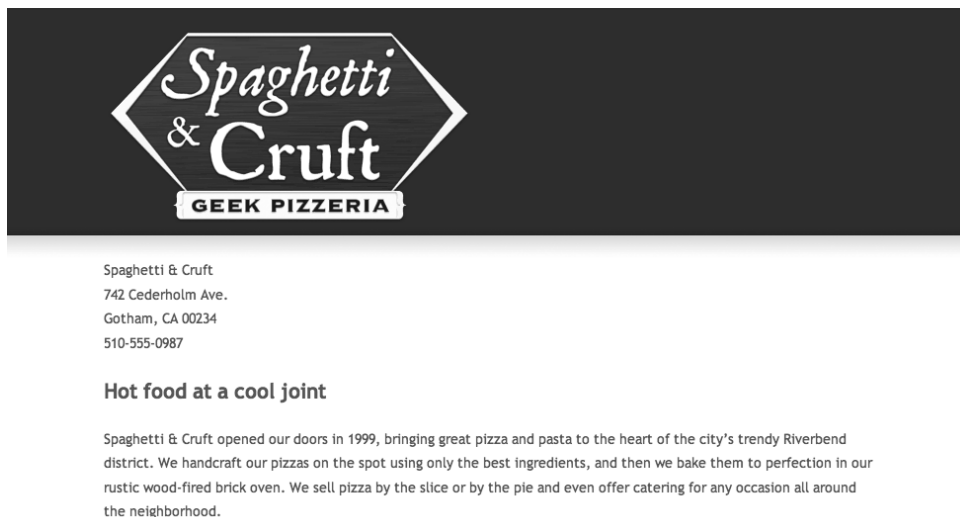 Spaghetti
& Cruft
GEEK PIZZERIA
Spaghetti & Cruft
742 Cederholm Ave.
Gotham, CA 00234
510-555-0987
Hot food at a cool joint
Spaghetti & Cruft opened our doors in 1999, bringing great pizza and pasta to the heart of the city’s trendy Riverbend
district. We handcraft our pizzas on the spot using only the best ingredients, and then we bake them to perfection in our
rustic wood-fired brick oven. We sell pizza by the slice or by the pie and even offer catering for any occasion all around
the neighborhood.